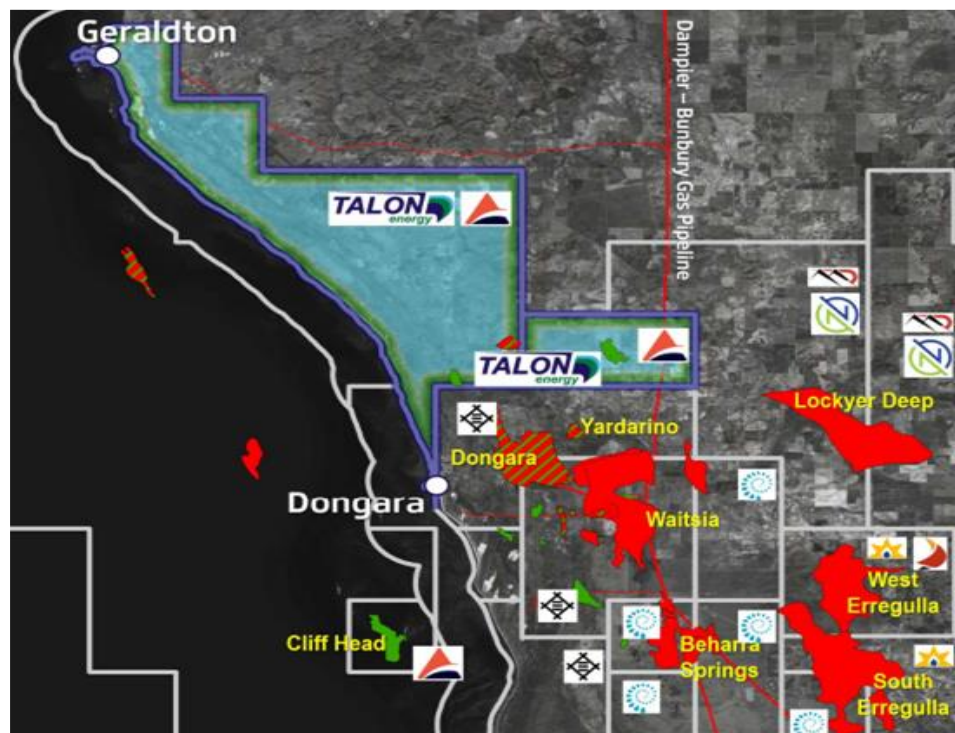 Geraldton
Dampier – Bunbury Gas Pipeline
TALON
energy
TALON
energy
Lockyer Deep
Yardarino
Dongara
Dongara
Waitsia
West
Erregulla
Cliff Head
Beharra
Springs
South
Erregulla